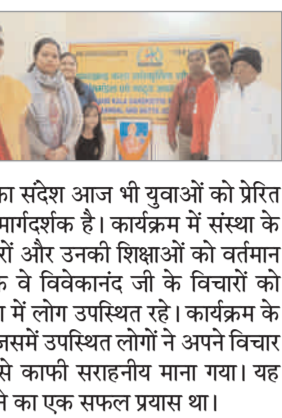 का संदेश आज भी युवाओं को प्रेरित
मार्गदर्शक है। कार्यक्रम में संस्था के
रों और उनकी शिक्षाओं को वर्तमान
वे विवेकानंद जी के विचारों को
में लोग उपस्थित रहे। कार्यक्रम के
जसमें उपस्थित लोगों ने अपने विचार
से काफी सराहनीय माना गया। यह
ने का एक सफल प्रयास था।